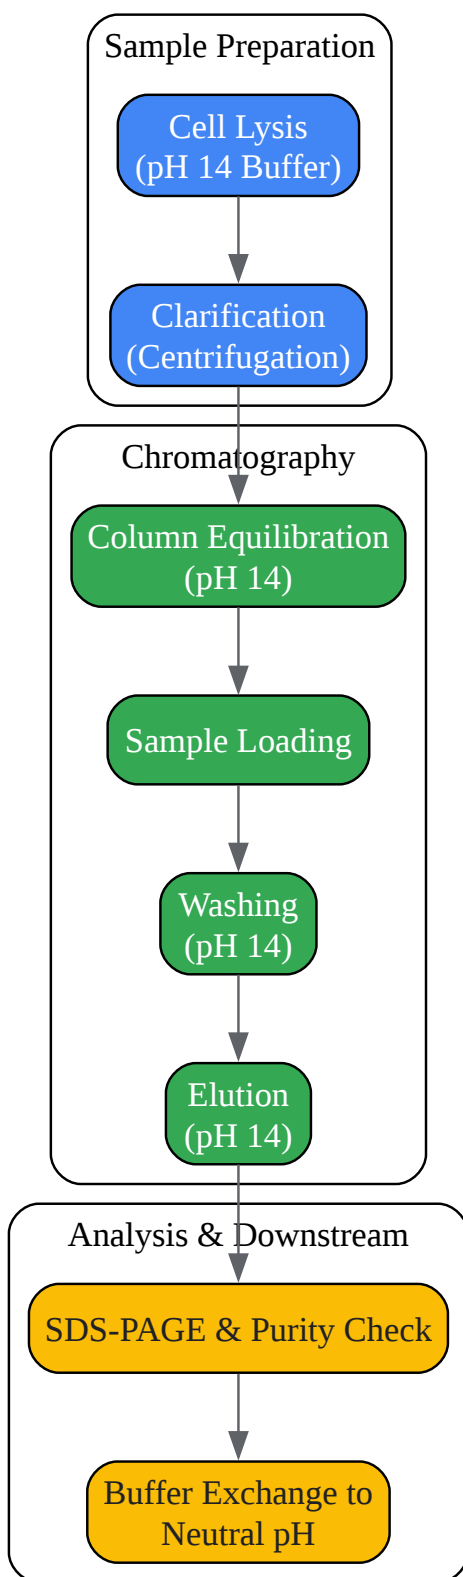 Sample Preparation
Cell Lysis
(pH 14 Buffer)
Clarification
(Centrifugation)
Chromatography
Column Equilibration
(pH 14)
Sample Loading
Washing
(pH 14)
Elution
(pH 14)
Analysis & Downstream
SDS-PAGE & Purity Check
Buffer Exchange to
Neutral pH